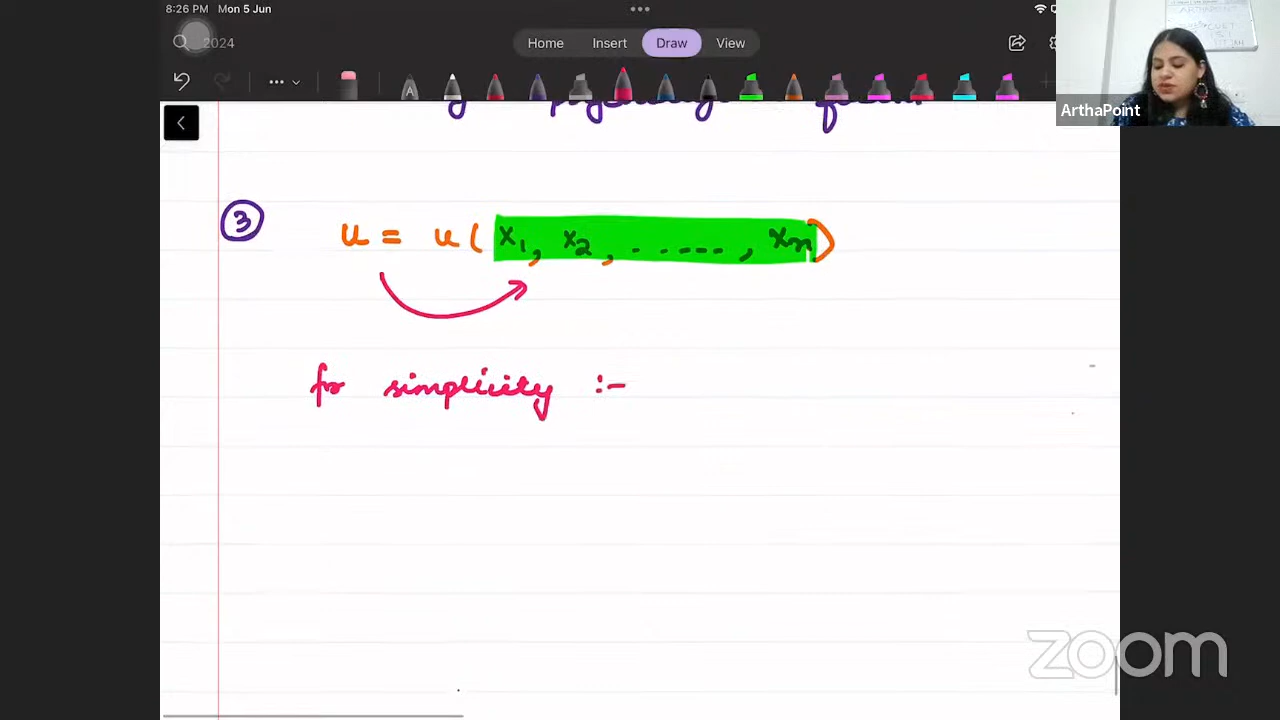 8:26 PM Mon 5 Jun
2024
Home Insert Draw View
ArthaPoint
③ u = u( x₁, x₂, . . - - - - , xₙ)
for simplicity :-
zoom